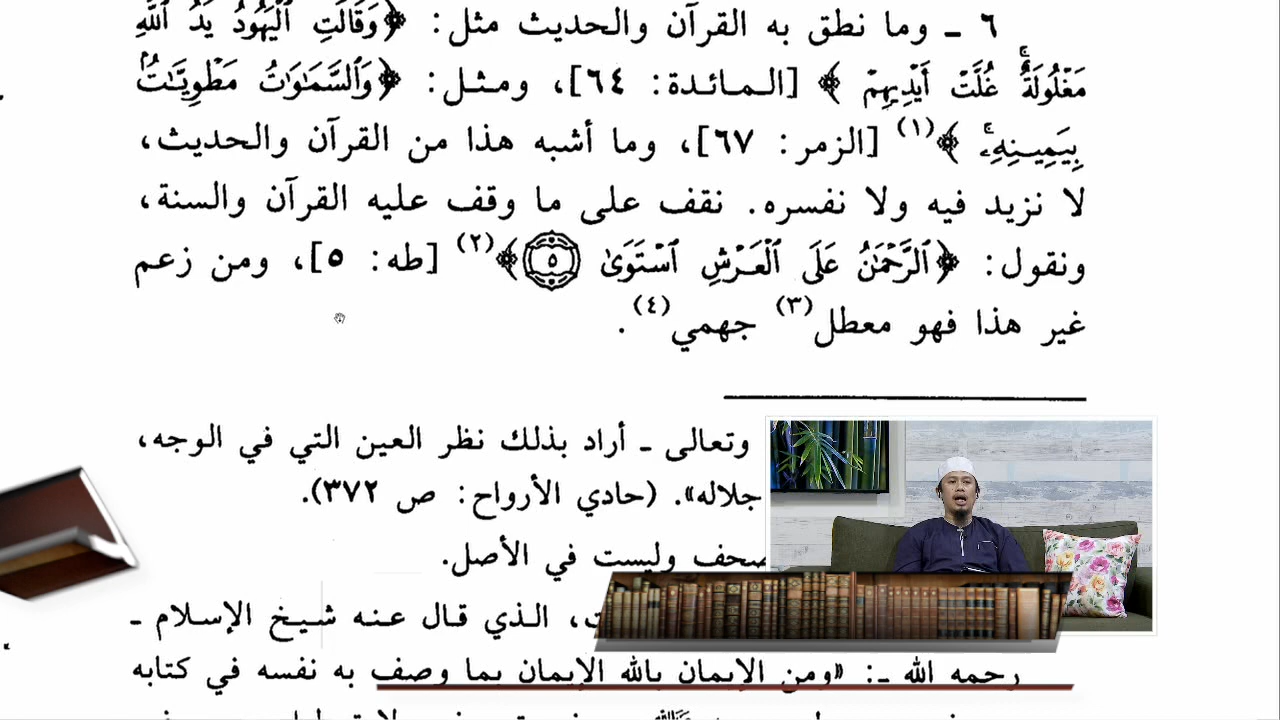 ٦ ـ وما نطق به القرآن والحديث مثل: ﴿وَقَالَتِ ٱلْيَهُودُ يَدُ ٱللَّهِ
مَغْلُولَةٌ ۚ غُلَّتْ أَيْدِيهِمْ ﴾ [المائدة: ٦٤]، ومثل: ﴿وَٱلسَّمَٰوَٰتُ مَطْوِيَّٰتٌۢ
بِيَمِينِهِۦ ۚ ﴾(١) [الزمر: ٦٧]، وما أشبه هذا من القرآن والحديث،
لا نزيد فيه ولا نفسره. نقف على ما وقف عليه القرآن والسنة،
ونقول: ﴿ٱلرَّحْمَٰنُ عَلَى ٱلْعَرْشِ ٱسْتَوَىٰ ٥﴾(٢) [طه: ٥]، ومن زعم
غير هذا فهو معطل(٣) جهمي(٤).
وتعالى ـ أراد بذلك نظر العين التي في الوجه،
جلاله». (حادي الأرواح: ص ٣٧٢).
وليست في الأصل.
الذي قال عنه شيخ الإسلام ـ
رحمه الله ـ: «ومن الإيمان بالله الإيمان بما وصف به نفسه في كتابه